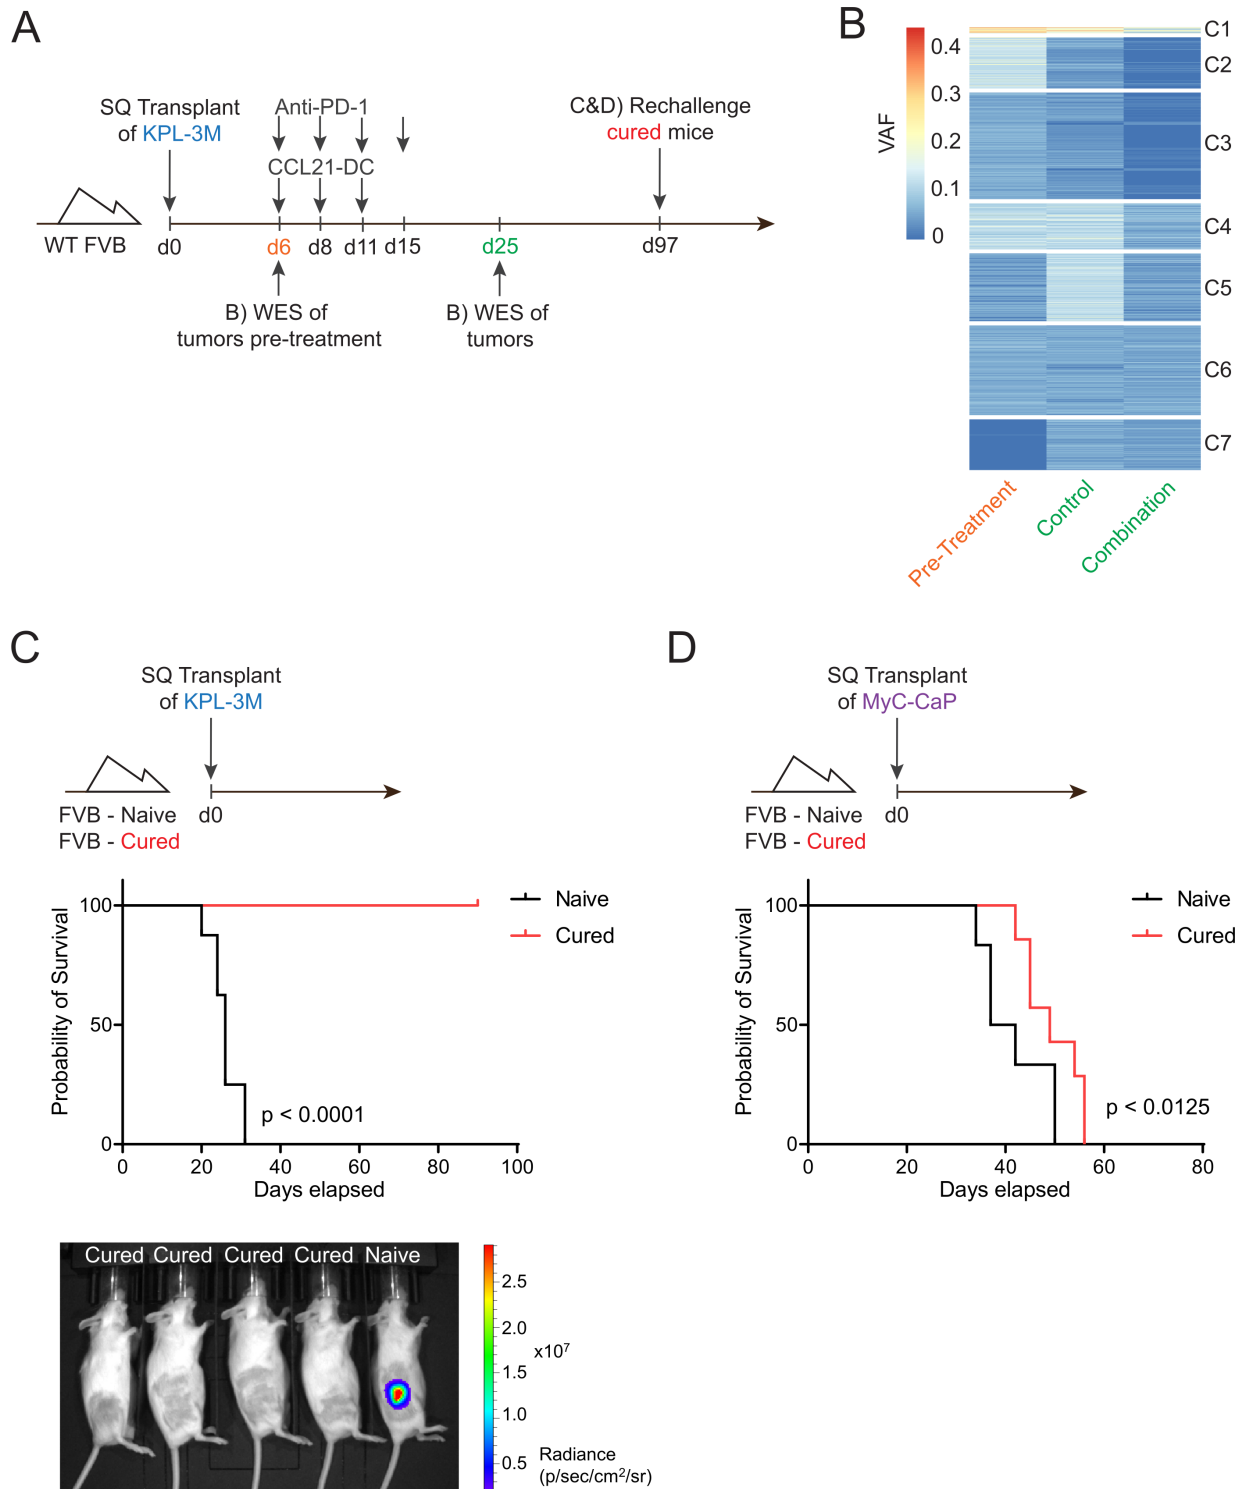 A
SQ Transplant
of KPL-3M
Anti-PD-1
CCL21-DC
C&D) Rechallenge
cured mice
WT FVB
d0
d6
d8
d11
d15
d25
d97
B) WES of
tumors pre-treatment
B) WES of
tumors
B
VAF
0.4
0.3
0.2
0.1
0
C1
C2
C3
C4
C5
C6
C7
Pre-Treatment
Control
Combination
C
SQ Transplant
of KPL-3M
FVB - Naive
FVB - Cured
d0
Probability of Survival
100
50
0
Naive
Cured
p < 0.0001
0 20 40 60 80 100
Days elapsed
Cured Cured Cured Cured Naive
2.5
2.0
x10⁷
1.5
1.0
0.5
Radiance
(p/sec/cm²/sr)
D
SQ Transplant
of MyC-CaP
FVB - Naive
FVB - Cured
d0
Probability of Survival
100
50
0
Naive
Cured
p < 0.0125
0 20 40 60 80
Days elapsed